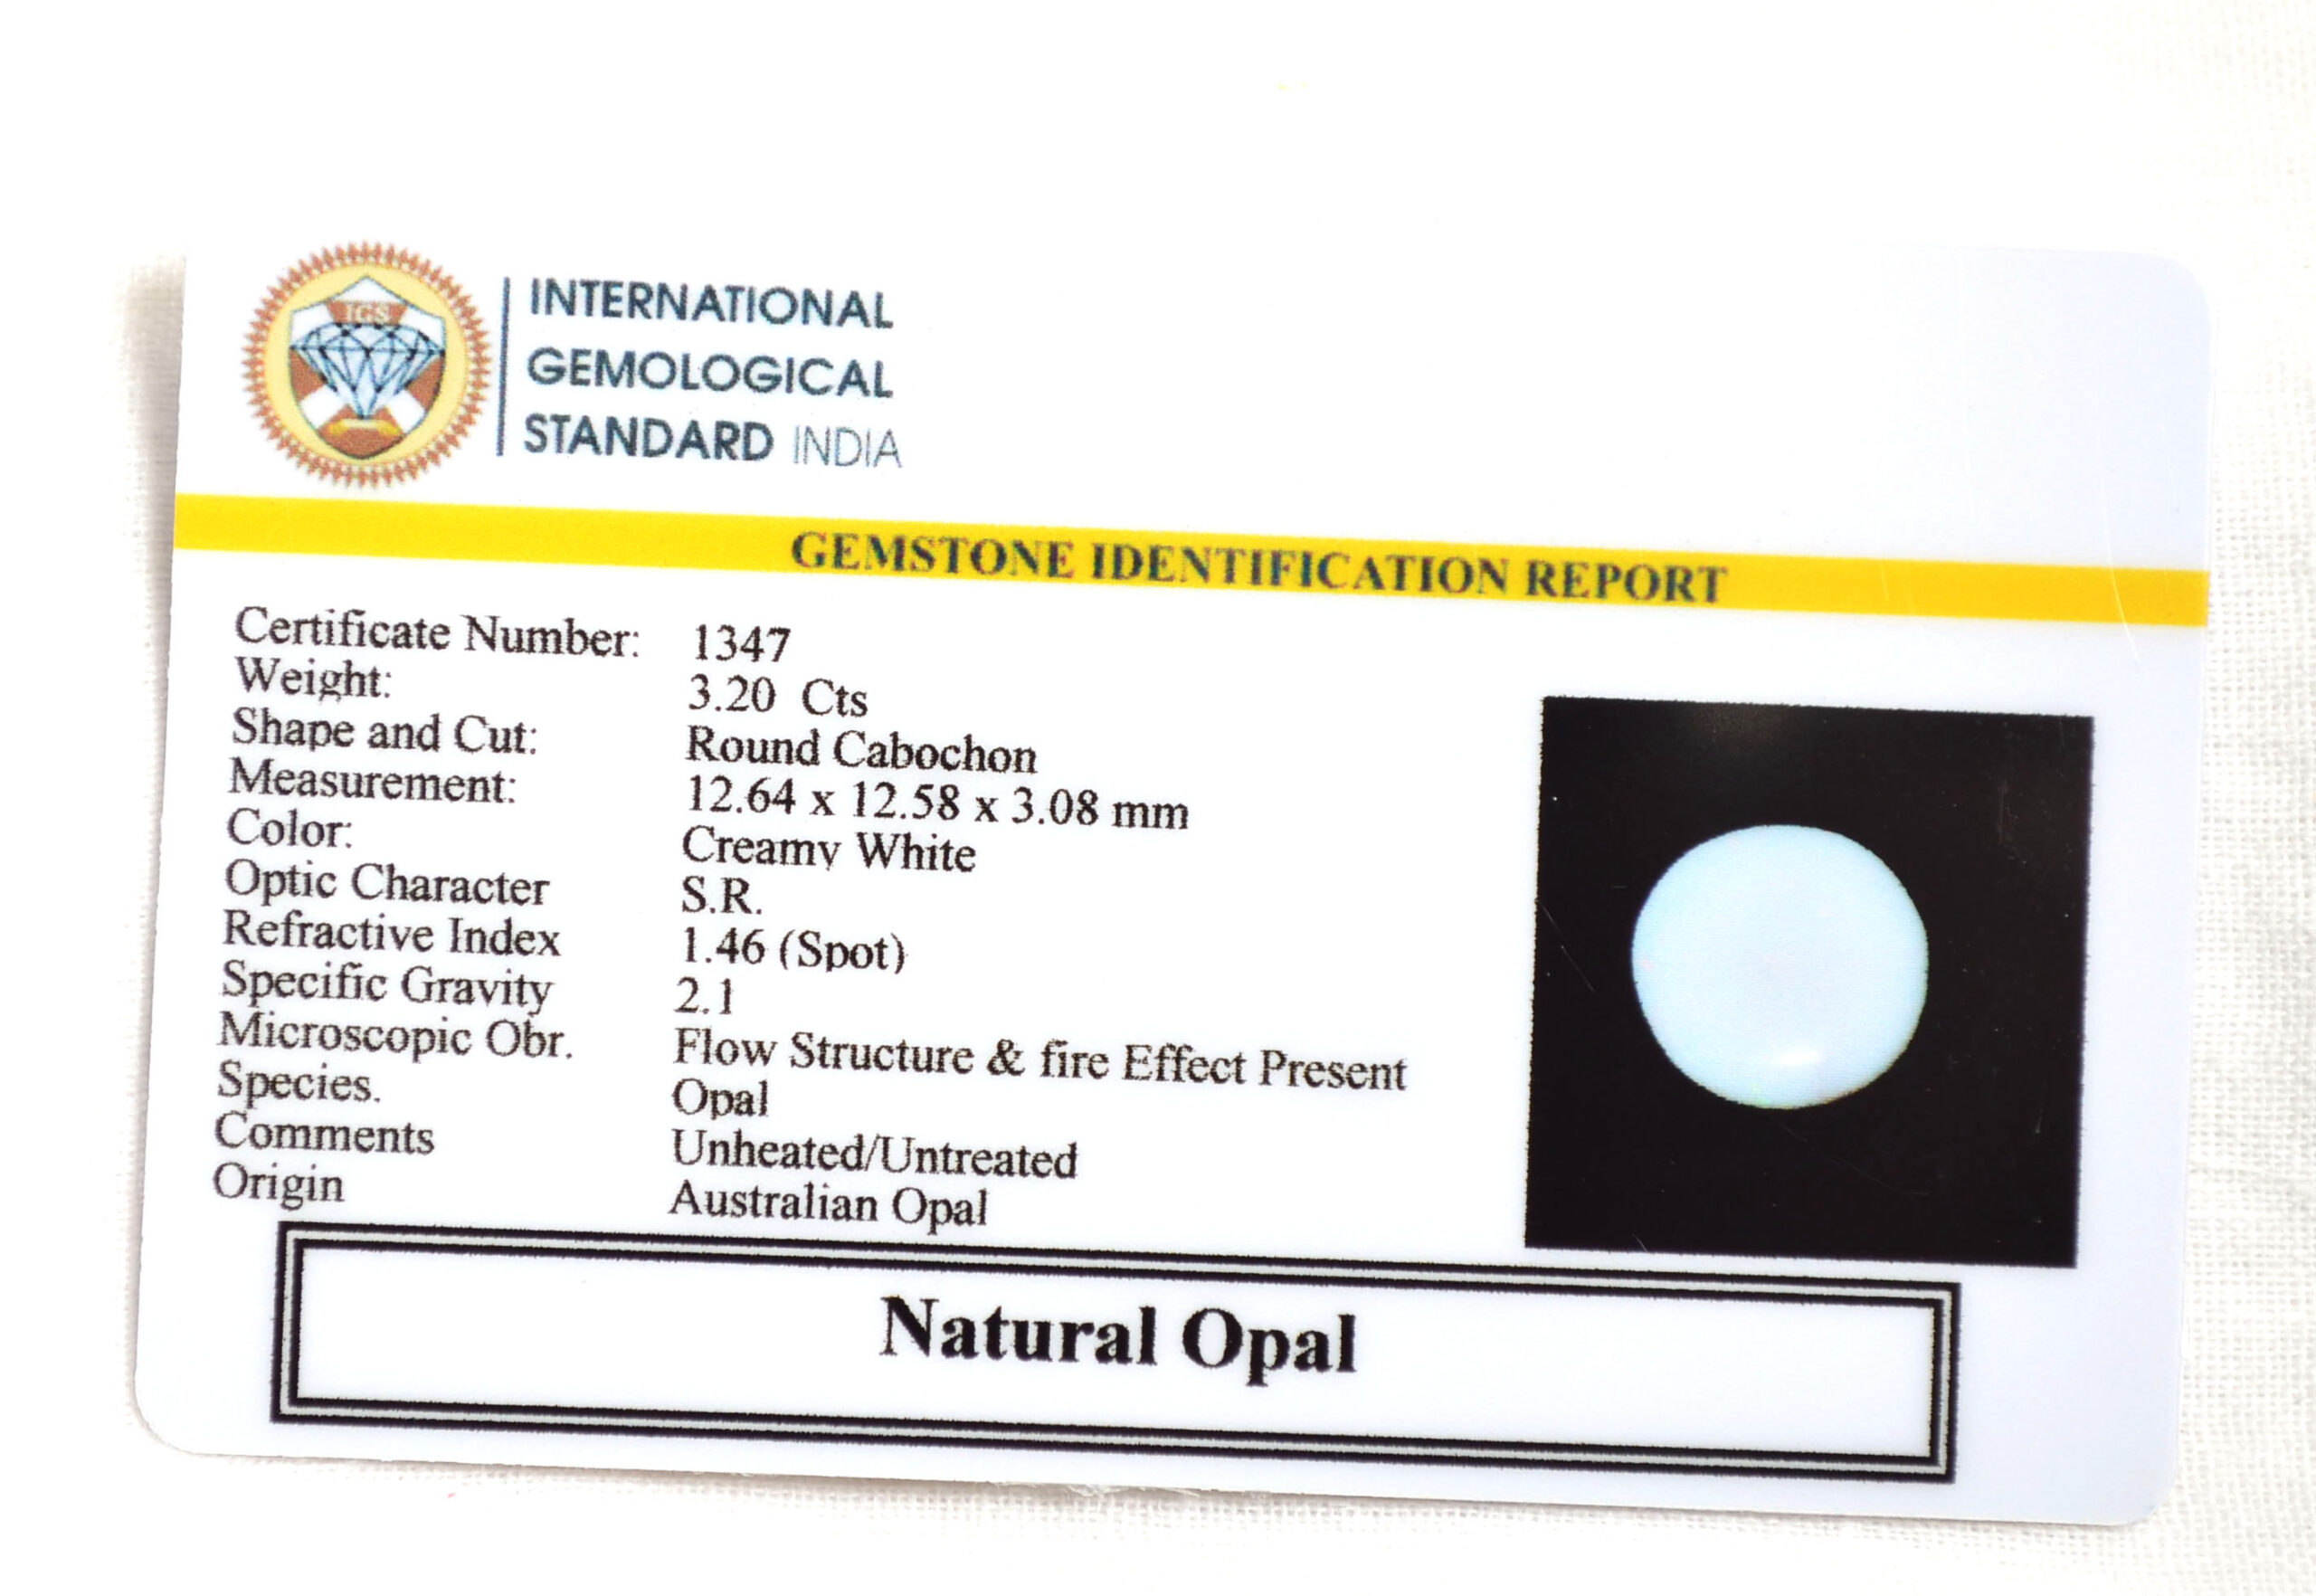 IGS
INTERNATIONAL
GEMOLOGICAL
STANDARD INDIA
GEMSTONE IDENTIFICATION REPORT
Certificate Number: 1347
Weight: 3.20 Cts
Shape and Cut: Round Cabochon
Measurement: 12.64 x 12.58 x 3.08 mm
Color: Creamy White
Optic Character S.R.
Refractive Index 1.46 (Spot)
Specific Gravity 2.1
Microscopic Obr. Flow Structure & fire Effect Present
Species. Opal
Comments Unheated/Untreated
Origin Australian Opal
Natural Opal